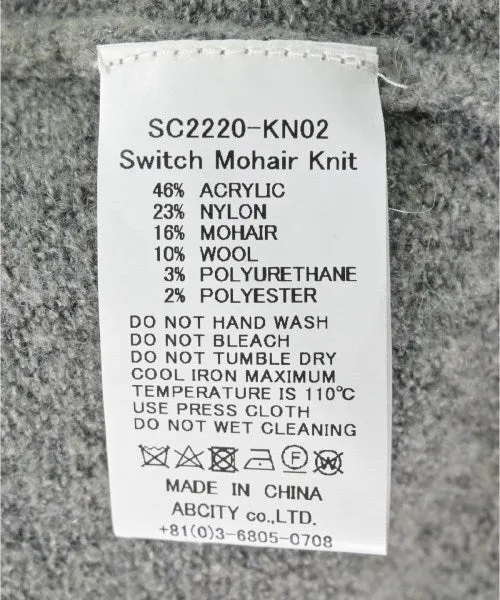 SC2220-KN02
Switch Mohair Knit
46% ACRYLIC
23% NYLON
16% MOHAIR
10% WOOL
3% POLYURETHANE
2% POLYESTER
DO NOT HAND WASH
DO NOT BLEACH
DO NOT TUMBLE DRY
COOL IRON MAXIMUM
TEMPERATURE IS 110℃
USE PRESS CLOTH
DO NOT WET CLEANING
F W
MADE IN CHINA
ABCITY co.,LTD.
+81(0)3-6805-0708